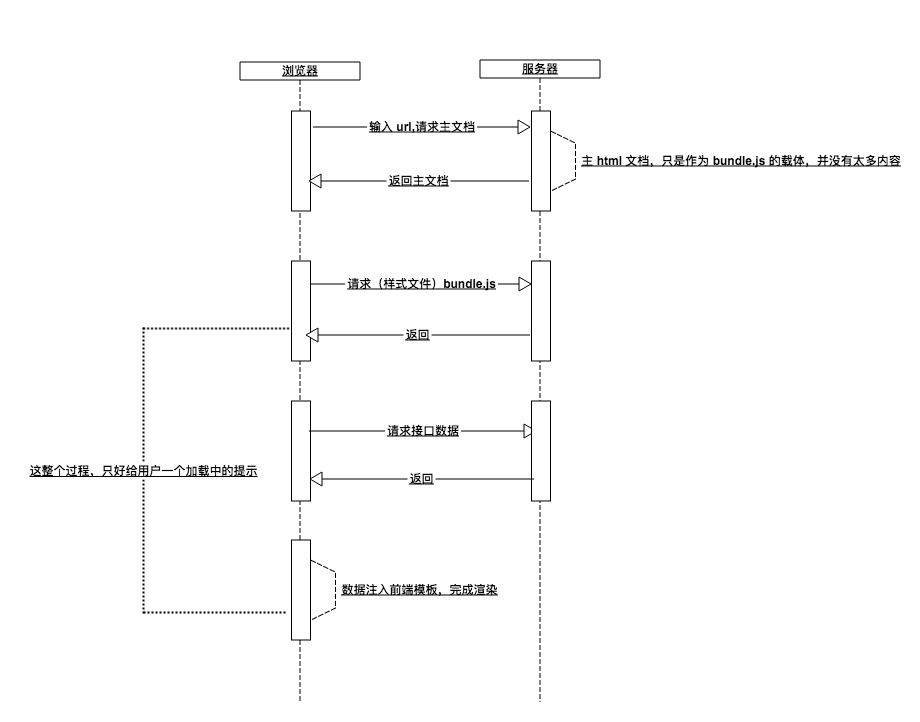 浏览器
服务器
输入 url,请求主文档
主 html 文档，只是作为 bundle.js 的载体，并没有太多内容
返回主文档
请求（样式文件）bundle.js
返回
请求接口数据
这整个过程，只好给用户一个加载中的提示
返回
数据注入前端模板，完成渲染